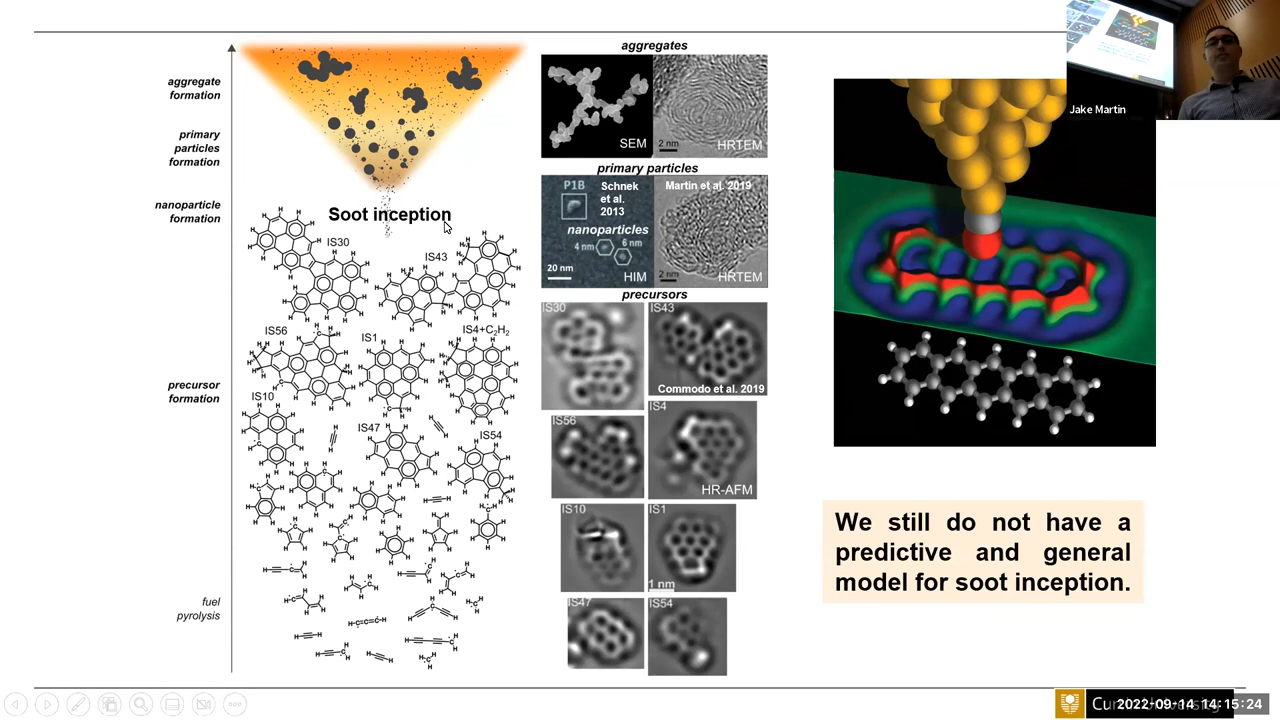 aggregate
formation
primary
particles
formation
nanoparticle
formation
precursor
formation
fuel
pyrolysis
Soot inception
IS30
IS43
IS56
IS1
IS4+C₂H₂
IS10
IS47
IS54
aggregates
SEM
2 nm
HRTEM
primary particles
P1B
Schnek
et al.
2013
nanoparticles
4 nm
6 nm
20 nm
HIM
Martin et al. 2019
2 nm
HRTEM
precursors
IS30
IS43
Commodo et al. 2019
IS56
IS4
HR-AFM
IS10
IS1
1 nm
IS47
IS54
Jake Martin
We still do not have a
predictive and general
model for soot inception.
2022-09-14 14:15:24